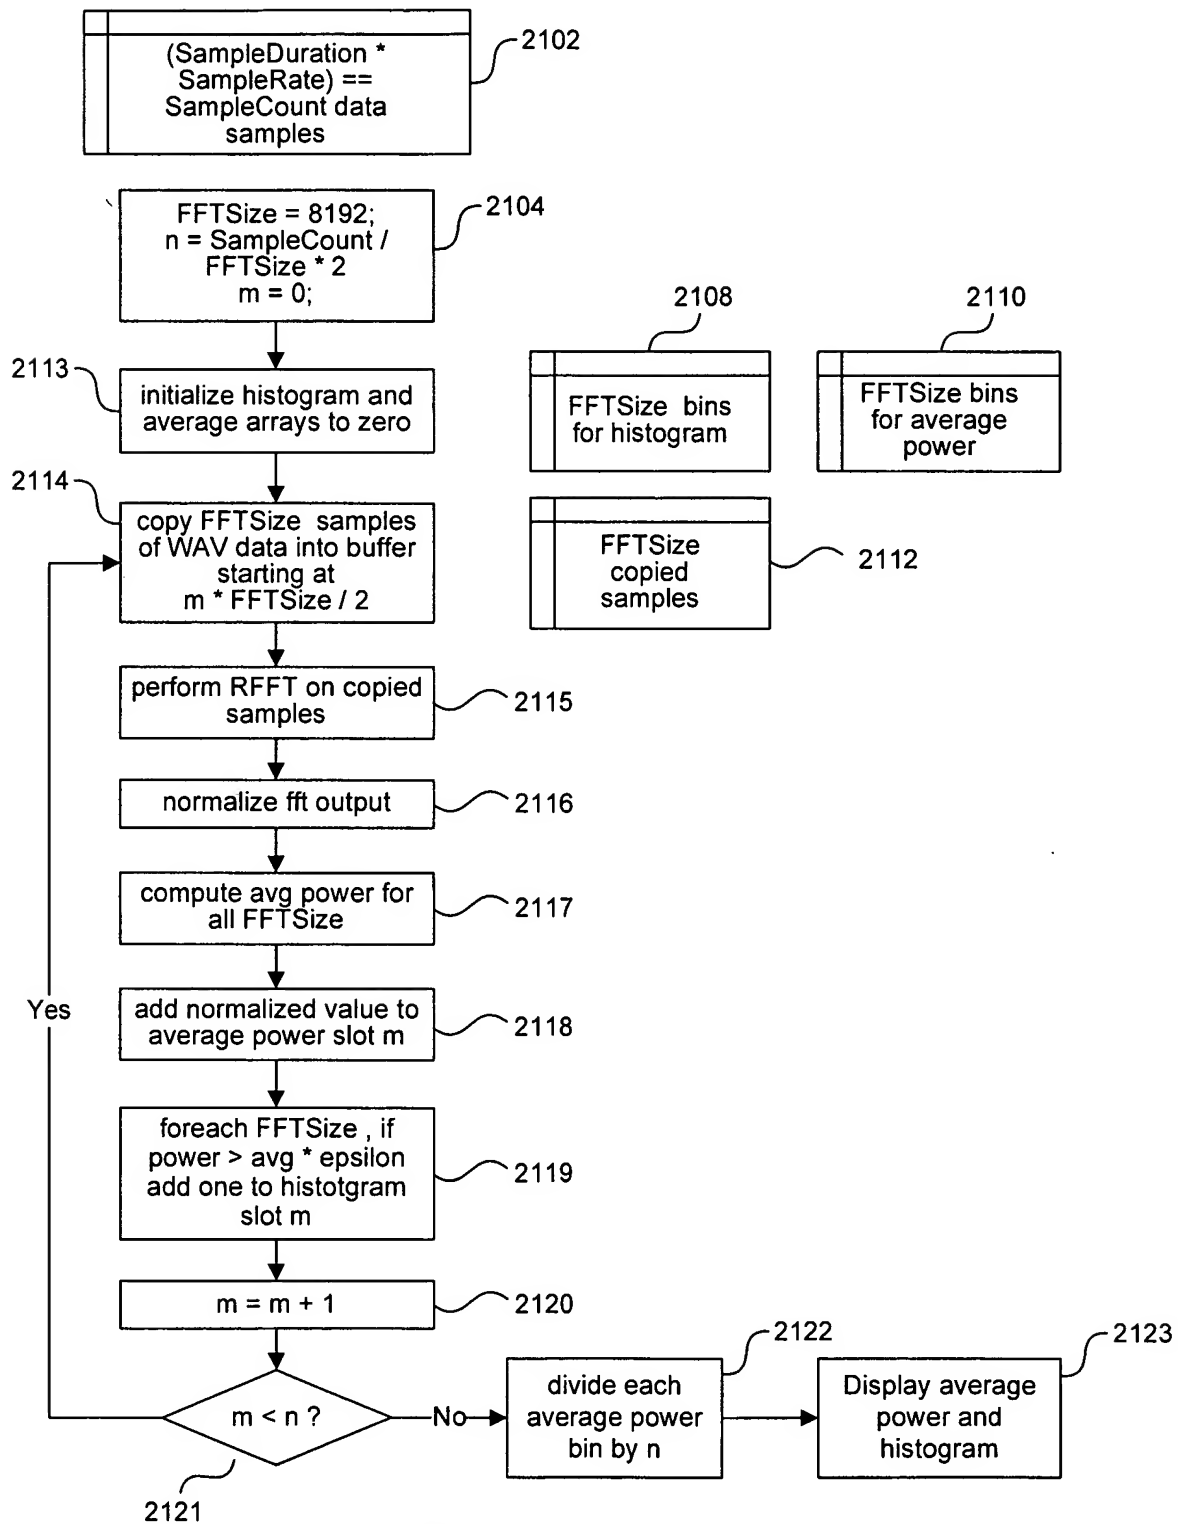 (SampleDuration *
SampleRate) ==
SampleCount data
samples
2102
FFTSize = 8192;
n = SampleCount /
FFTSize * 2
m = 0;
2104
2108
2110
2113
initialize histogram and
average arrays to zero
FFTSize bins
for histogram
FFTSize bins
for average
power
2114
copy FFTSize samples
of WAV data into buffer
starting at
m * FFTSize / 2
FFTSize
copied
samples
2112
perform RFFT on copied
samples
2115
normalize fft output
2116
compute avg power for
all FFTSize
2117
Yes
add normalized value to
average power slot m
2118
foreach FFTSize , if
power > avg * epsilon
add one to histotgram
slot m
2119
m = m + 1
2120
m < n ?
No
2121
divide each
average power
bin by n
2122
Display average
power and
histogram
2123